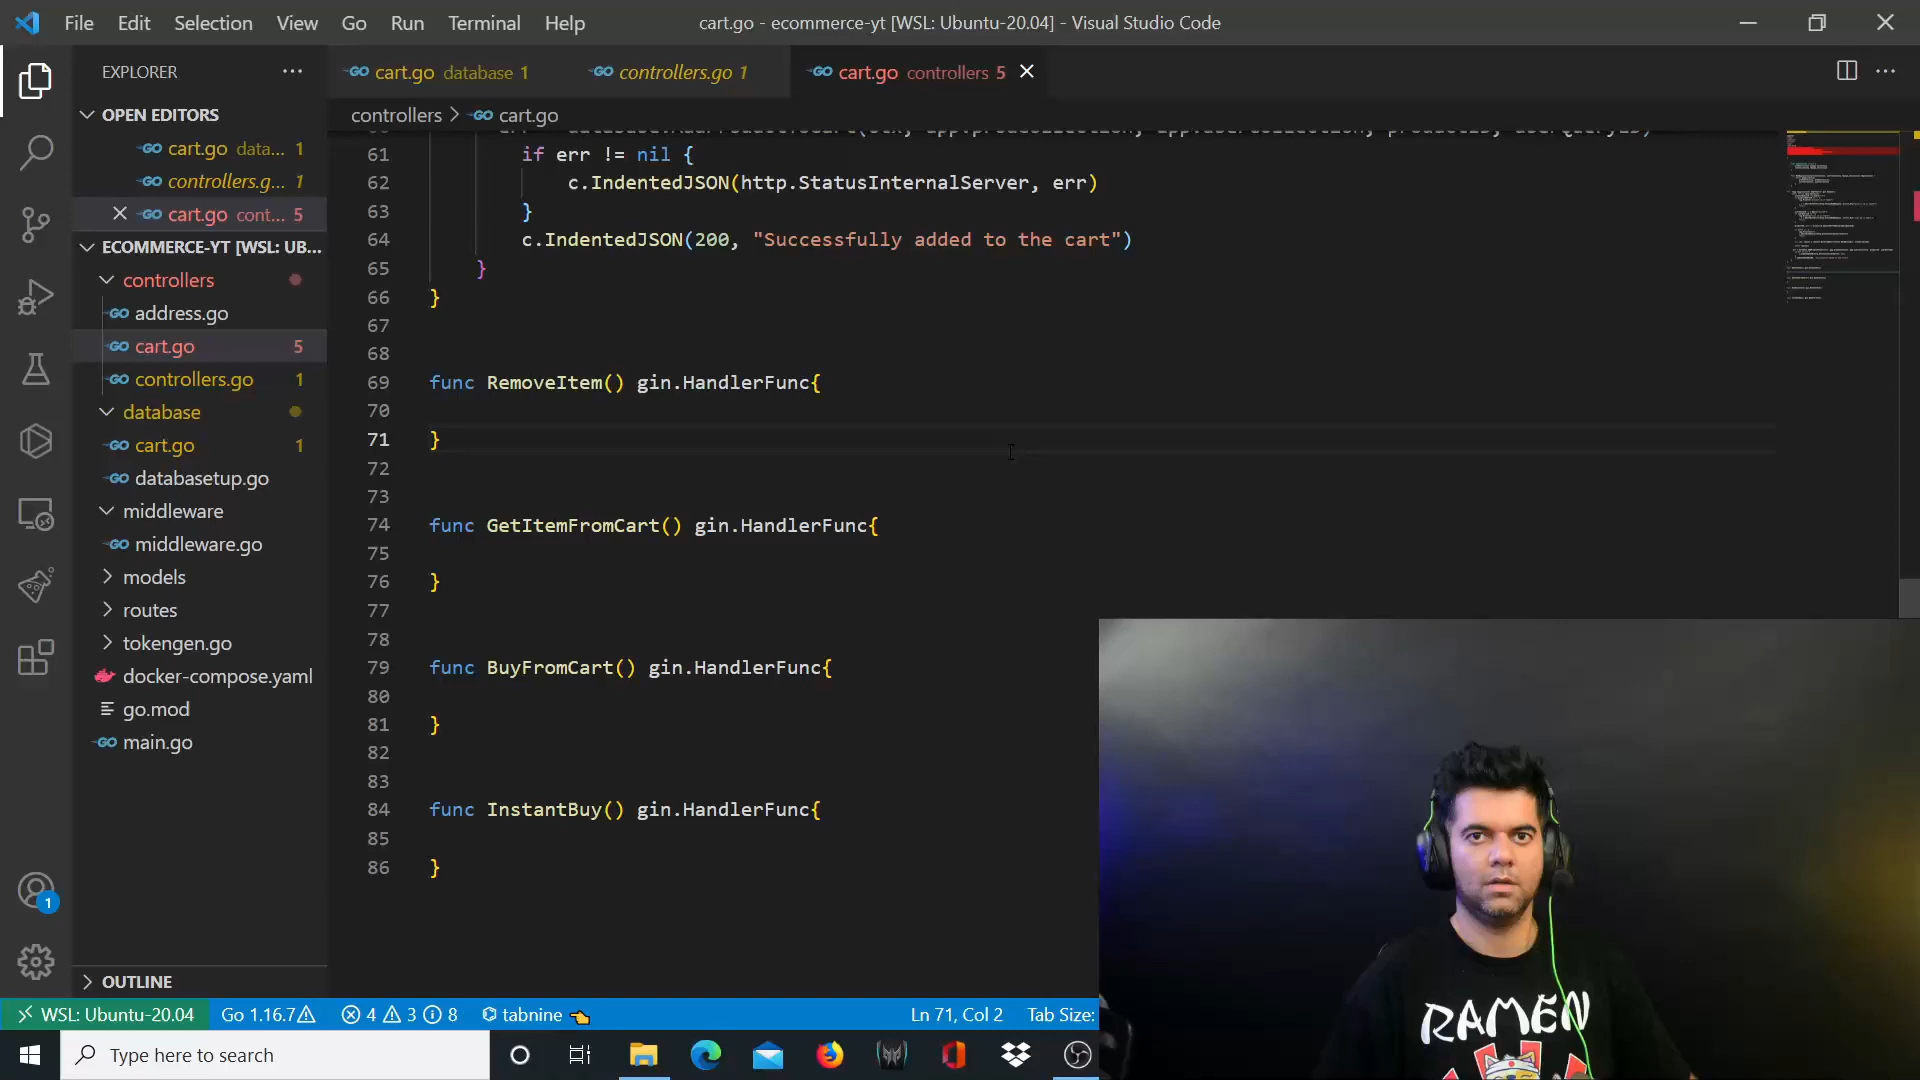 File Edit Selection View Go Run Terminal Help
cart.go - ecommerce-yt [WSL: Ubuntu-20.04] - Visual Studio Code
EXPLORER
cart.go database 1
controllers.go 1
cart.go controllers 5
OPEN EDITORS
controllers > cart.go
cart.go data... 1
controllers.g... 1
cart.go cont... 5
ECOMMERCE-YT [WSL: UB...
controllers
address.go
cart.go 5
controllers.go 1
database
cart.go 1
databasetup.go
middleware
middleware.go
models
routes
tokengen.go
docker-compose.yaml
go.mod
main.go
OUTLINE
61 if err != nil {
62 c.IndentedJSON(http.StatusInternalServer, err)
63 }
64 c.IndentedJSON(200, "Successfully added to the cart")
65 }
66 }
67
68
69 func RemoveItem() gin.HandlerFunc{
70
71 }
72
73
74 func GetItemFromCart() gin.HandlerFunc{
75
76 }
77
78
79 func BuyFromCart() gin.HandlerFunc{
80
81 }
82
83
84 func InstantBuy() gin.HandlerFunc{
85
86 }
1
WSL: Ubuntu-20.04 Go 1.16.7 4 3 8 tabnine Ln 71, Col 2 Tab Size:
Type here to search
RAMEN